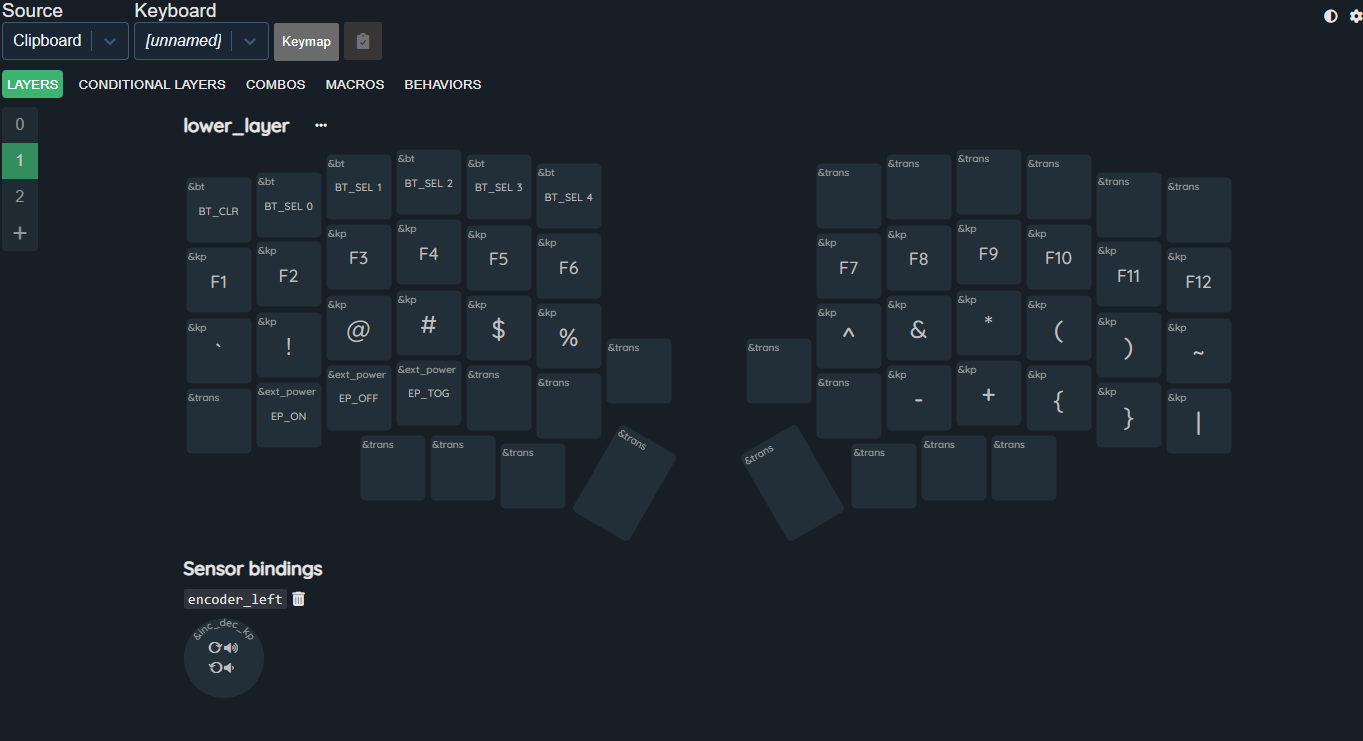 Source Keyboard
Clipboard [unnamed] Keymap
LAYERS CONDITIONAL LAYERS COMBOS MACROS BEHAVIORS
0
1
2
+
lower_layer ...
&bt &bt &bt &bt &bt &bt &trans &trans &trans &trans &trans &trans
BT_CLR BT_SEL 0 BT_SEL 1 BT_SEL 2 BT_SEL 3 BT_SEL 4
&kp &kp &kp &kp &kp &kp &kp &kp &kp &kp &kp &kp
F1 F2 F3 F4 F5 F6 F7 F8 F9 F10 F11 F12
&kp &kp &kp &kp &kp &kp &kp &kp &kp &kp &kp &kp
` ! @ # $ % ^ & * ( ) ~
&trans &trans
&trans &ext_power &ext_power &ext_power &trans &trans &trans &kp &kp &kp &kp &kp
EP_ON EP_OFF EP_TOG - + { } |
&trans &trans &trans &trans &trans &trans &trans &trans
Sensor bindings
encoder_left
&inc_dec_kp